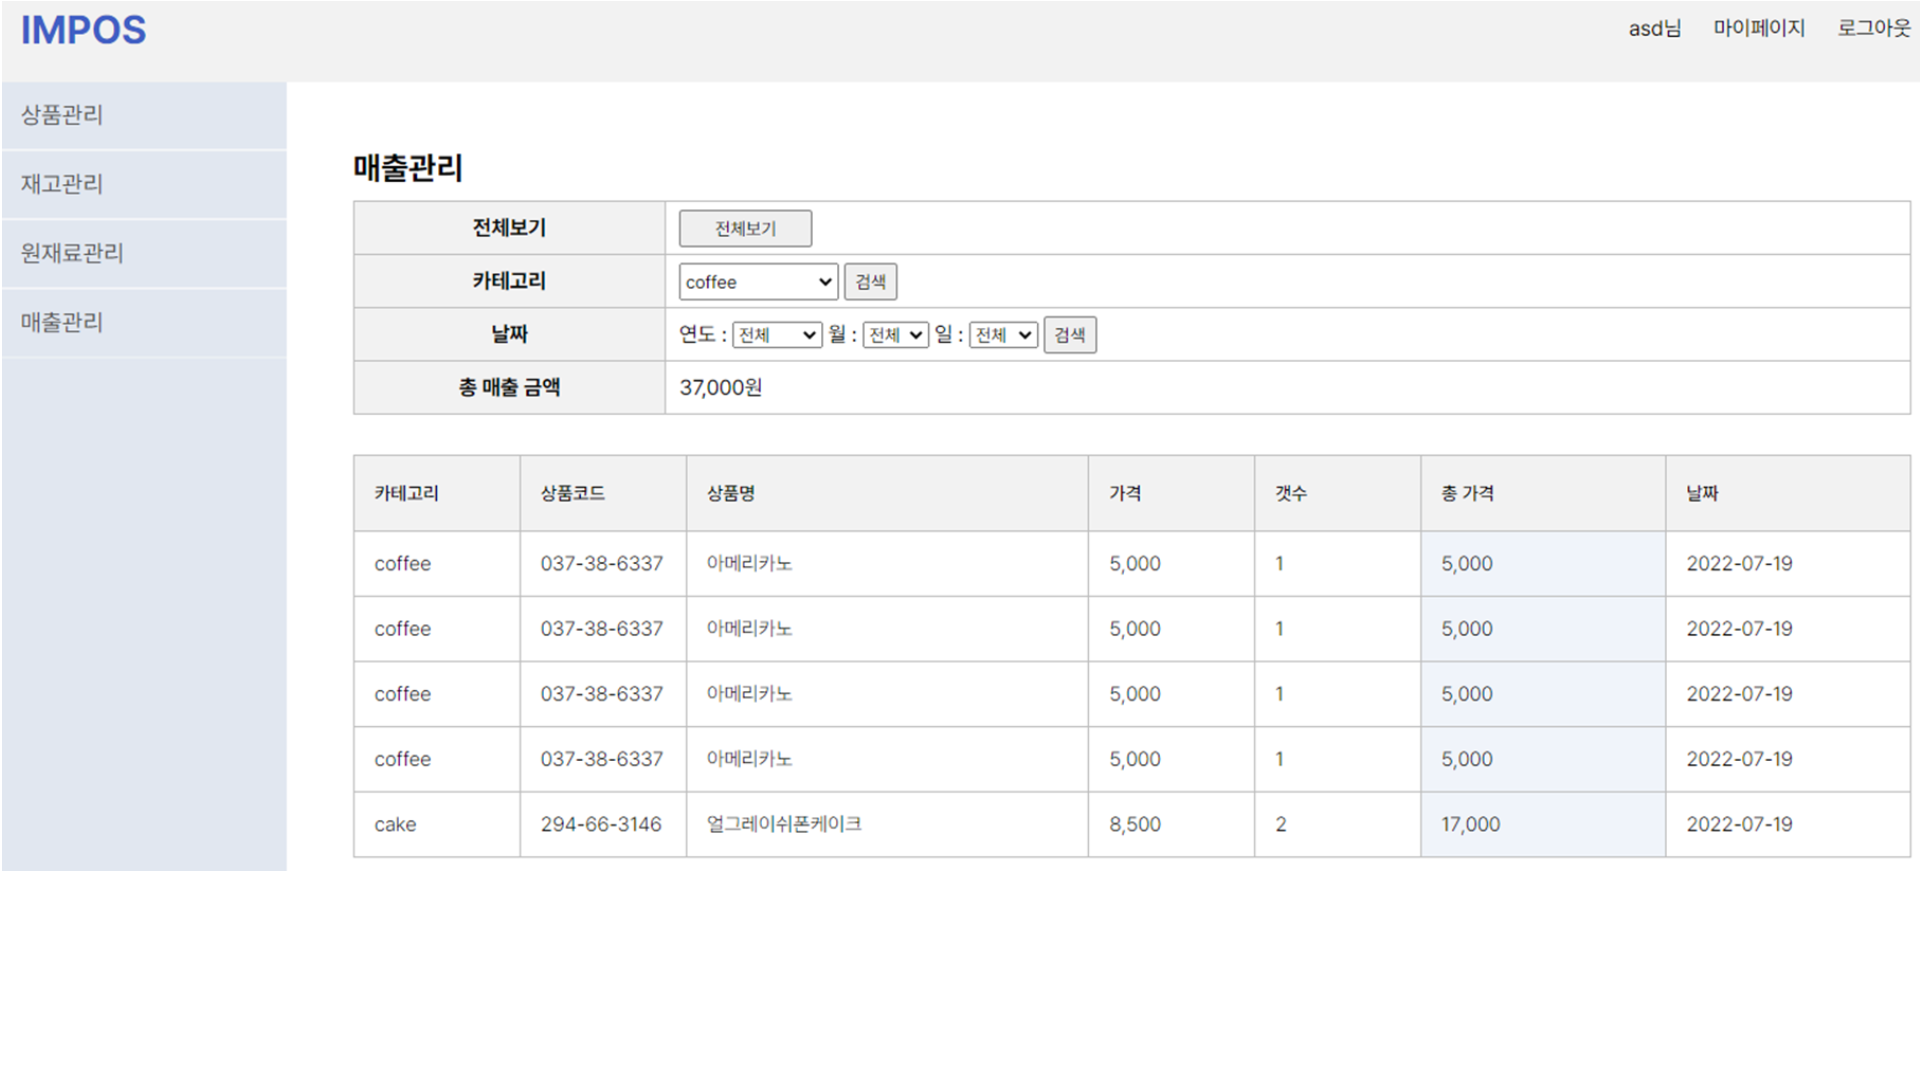 IMPOS
asd님 마이페이지 로그아웃
상품관리
재고관리
원재료관리
매출관리
매출관리
전체보기 전체보기
카테고리 coffee 검색
날짜 연도 : 전체 월 : 전체 일 : 전체 검색
총 매출 금액 37,000원
카테고리 상품코드 상품명 가격 갯수 총 가격 날짜
coffee 037-38-6337 아메리카노 5,000 1 5,000 2022-07-19
coffee 037-38-6337 아메리카노 5,000 1 5,000 2022-07-19
coffee 037-38-6337 아메리카노 5,000 1 5,000 2022-07-19
coffee 037-38-6337 아메리카노 5,000 1 5,000 2022-07-19
cake 294-66-3146 얼그레이쉬폰케이크 8,500 2 17,000 2022-07-19